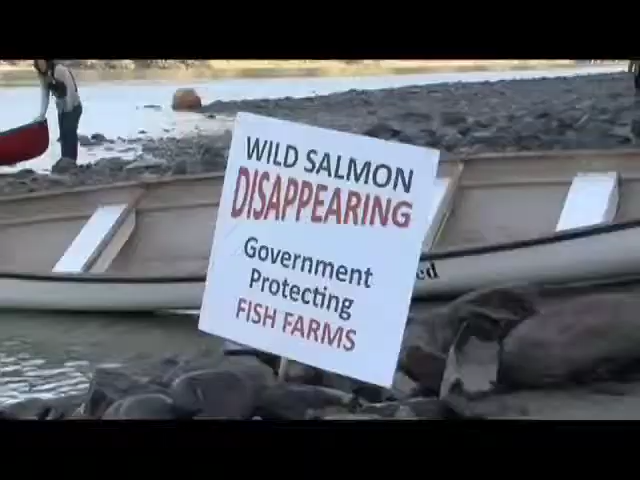 WILD SALMON
DISAPPEARING
Government
Protecting
FISH FARMS